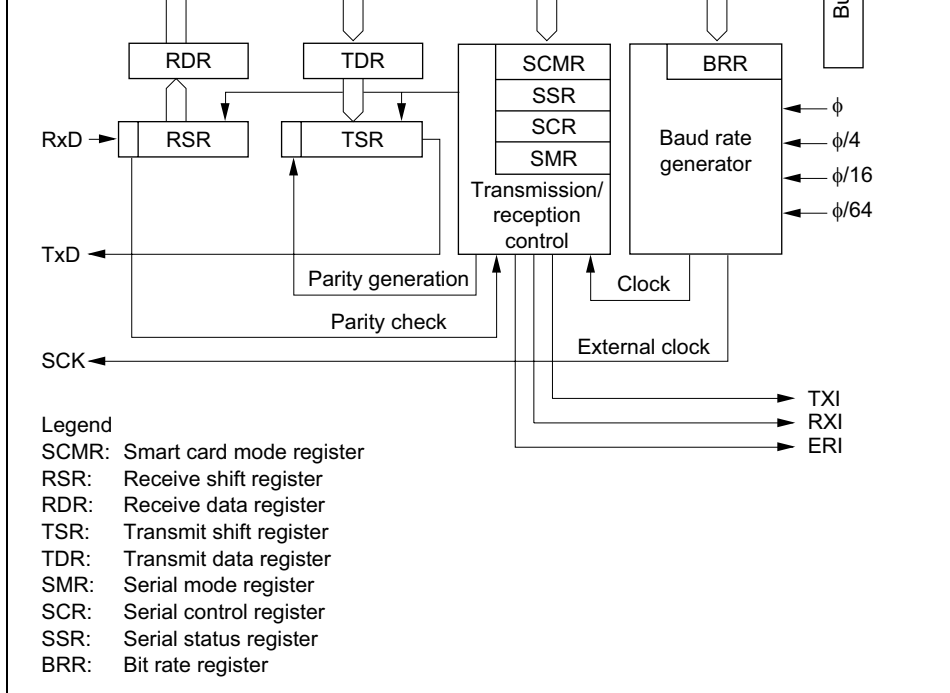 Bu
RDR
TDR
SCMR
BRR
SSR
SCR
SMR
RxD
RSR
TSR
Baud rate
generator
ϕ
ϕ/4
ϕ/16
ϕ/64
Transmission/
reception
control
TxD
Parity generation
Clock
Parity check
SCK
External clock
TXI
RXI
ERI
Legend
SCMR: Smart card mode register
RSR: Receive shift register
RDR: Receive data register
TSR: Transmit shift register
TDR: Transmit data register
SMR: Serial mode register
SCR: Serial control register
SSR: Serial status register
BRR: Bit rate register